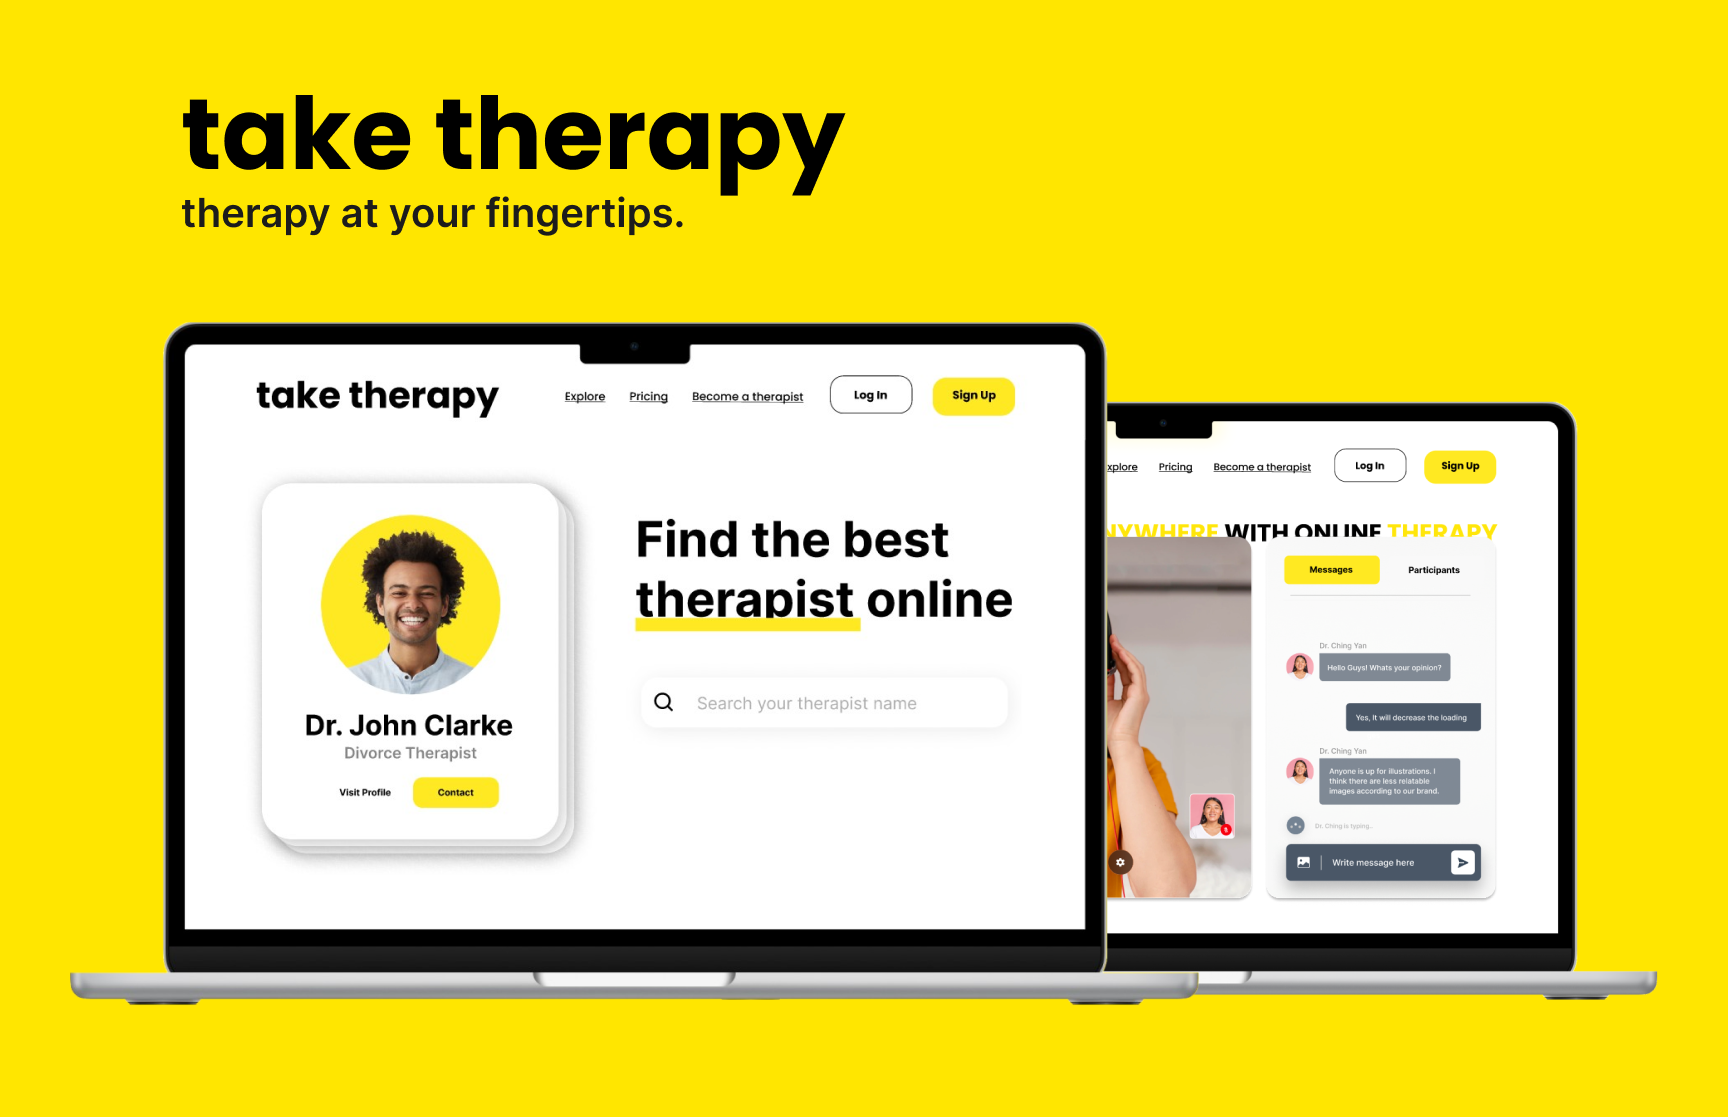 take therapy
therapy at your fingertips.
take therapy
Explore
Pricing
Become a therapist
Log In
Sign Up
Dr. John Clarke
Divorce Therapist
Visit Profile
Contact
Find the best
therapist online
Search your therapist name
xplore
Pricing
Become a therapist
Log In
Sign Up
NYWHERE WITH ONLINE THERAPY
Messages
Participants
Dr. Ching Yan
Hello Guys! Whats your opinion?
Yes, It will decrease the loading
Dr. Ching Yan
Anyone is up for illustrations. I
think there are less relatable
images according to our brand.
Dr. Ching is typing..
Write message here